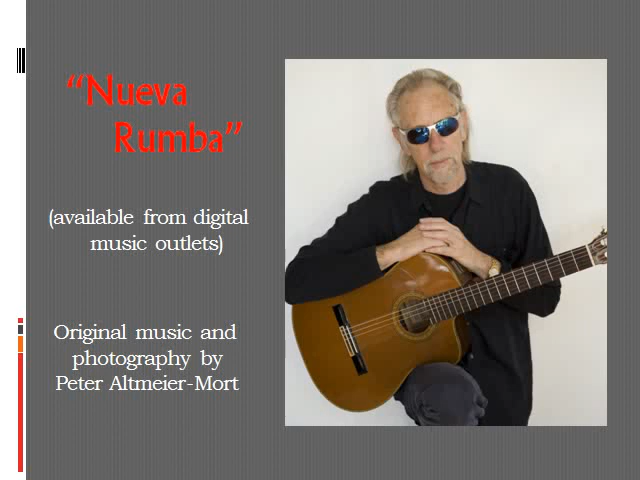 “Nueva
Rumba”
(available from digital
music outlets)
Original music and
photography by
Peter Altmeier-Mort